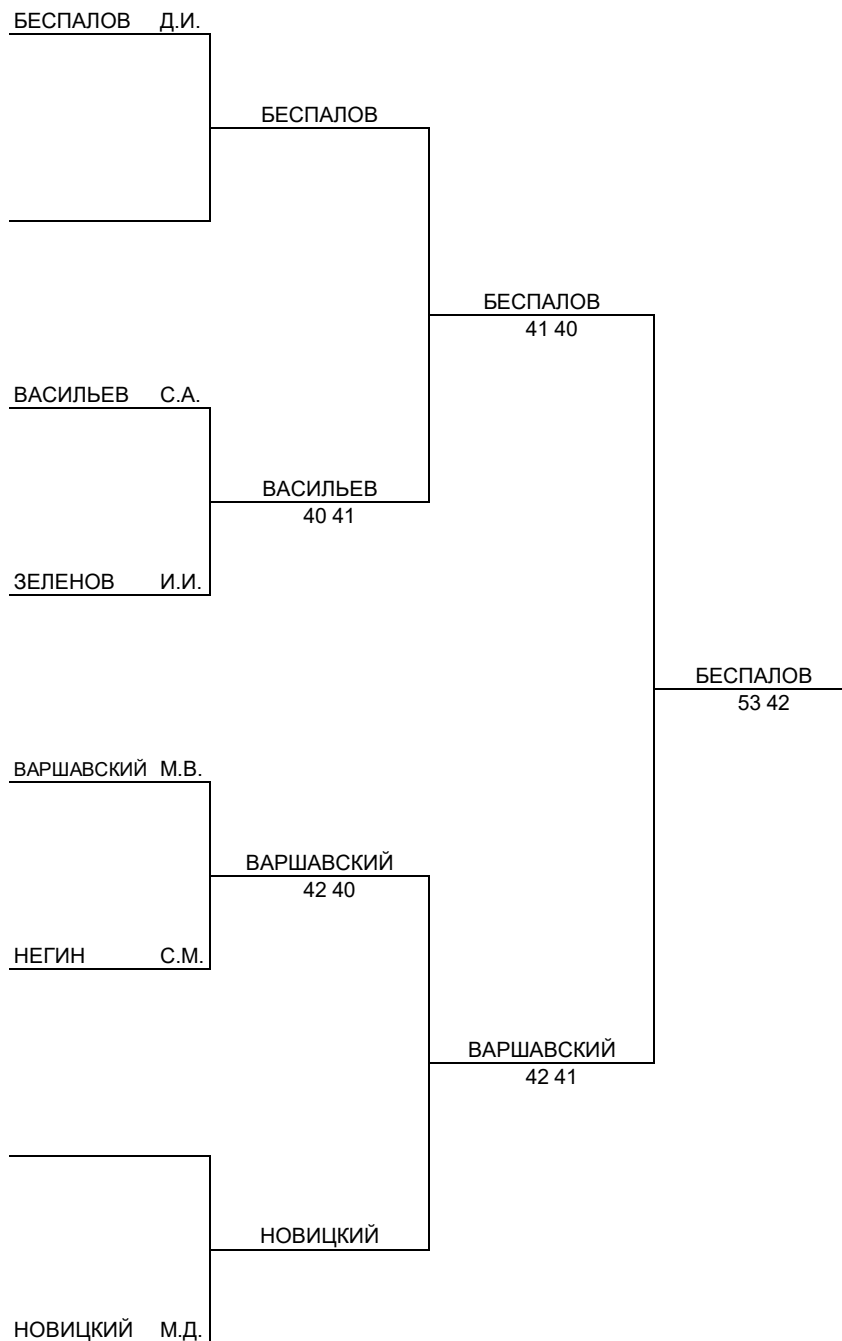 БЕСПАЛОВ Д.И.
БЕСПАЛОВ
БЕСПАЛОВ
41 40
ВАСИЛЬЕВ С.А.
ВАСИЛЬЕВ
40 41
ЗЕЛЕНОВ И.И.
БЕСПАЛОВ
53 42
ВАРШАВСКИЙ М.В.
ВАРШАВСКИЙ
42 40
НЕГИН С.М.
ВАРШАВСКИЙ
42 41
НОВИЦКИЙ
НОВИЦКИЙ М.Д.